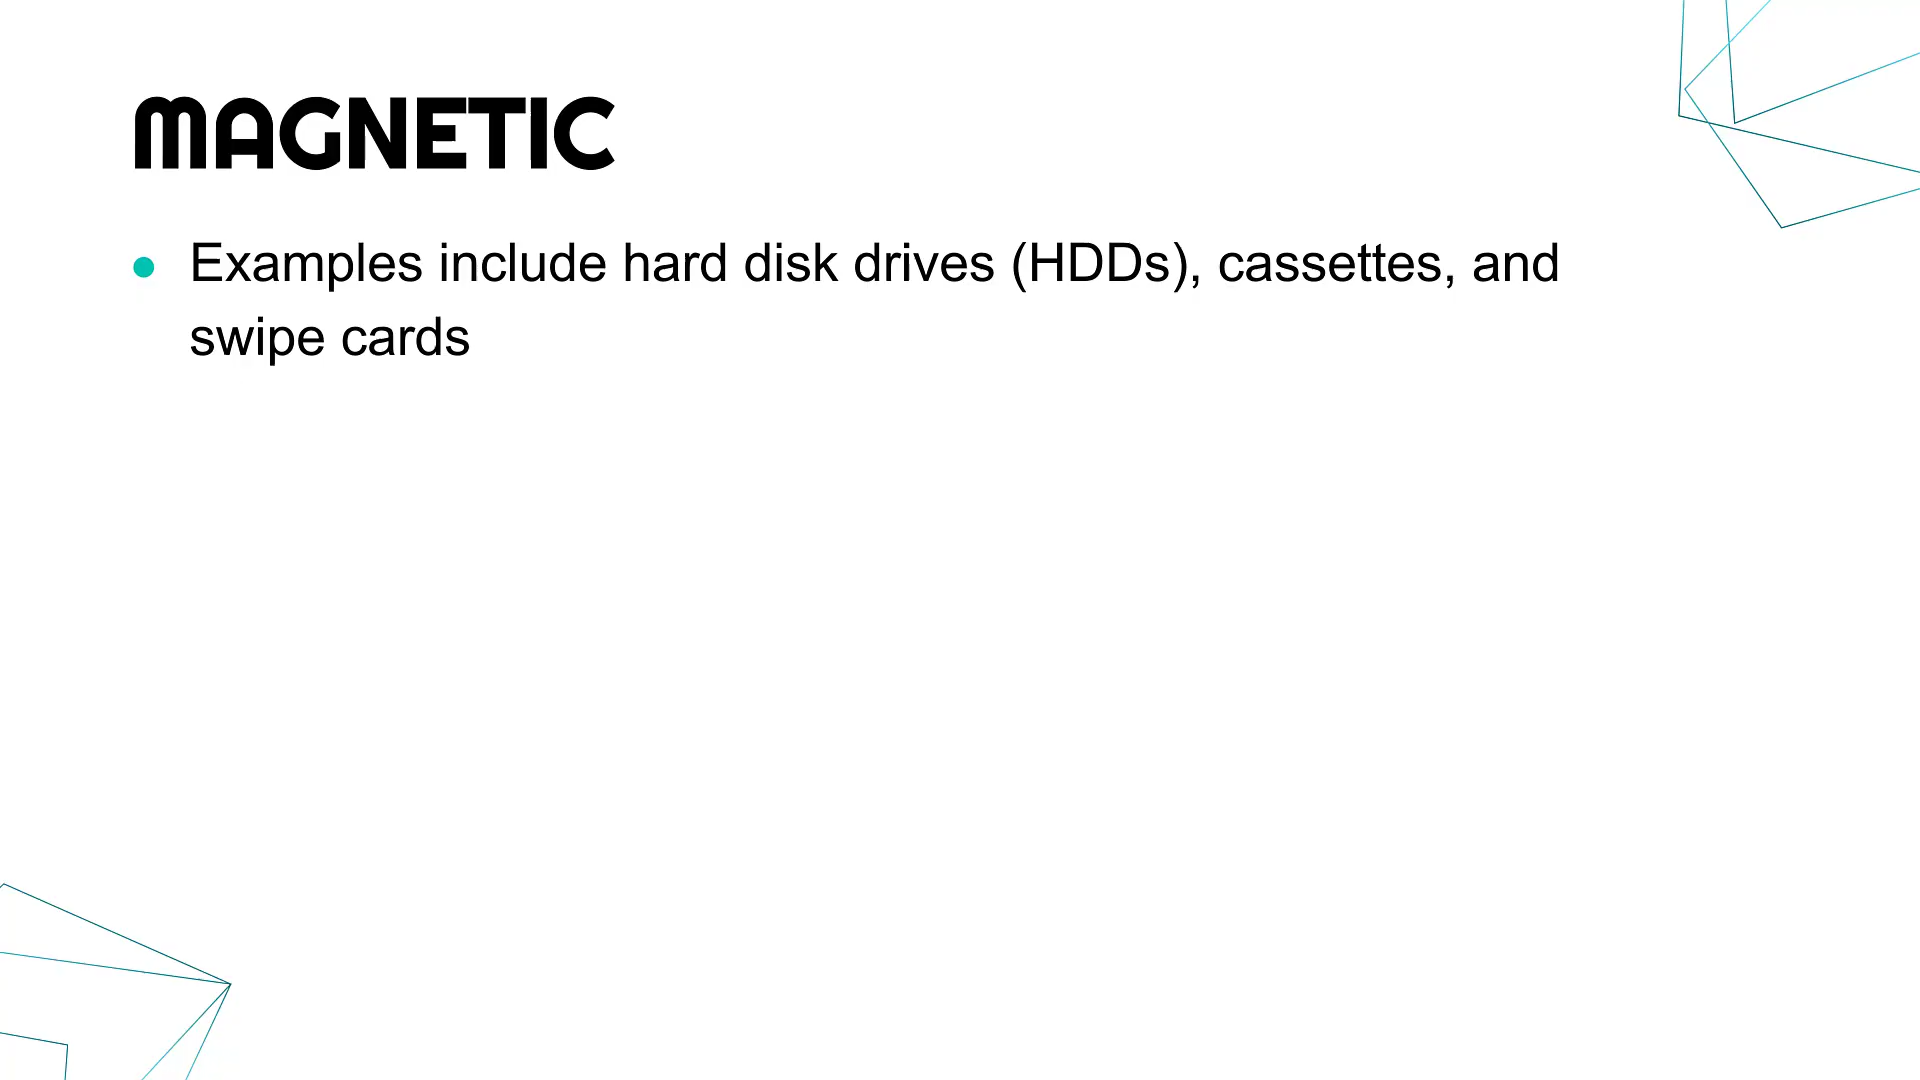 MAGNETIC
• Examples include hard disk drives (HDDs), cassettes, and
swipe cards